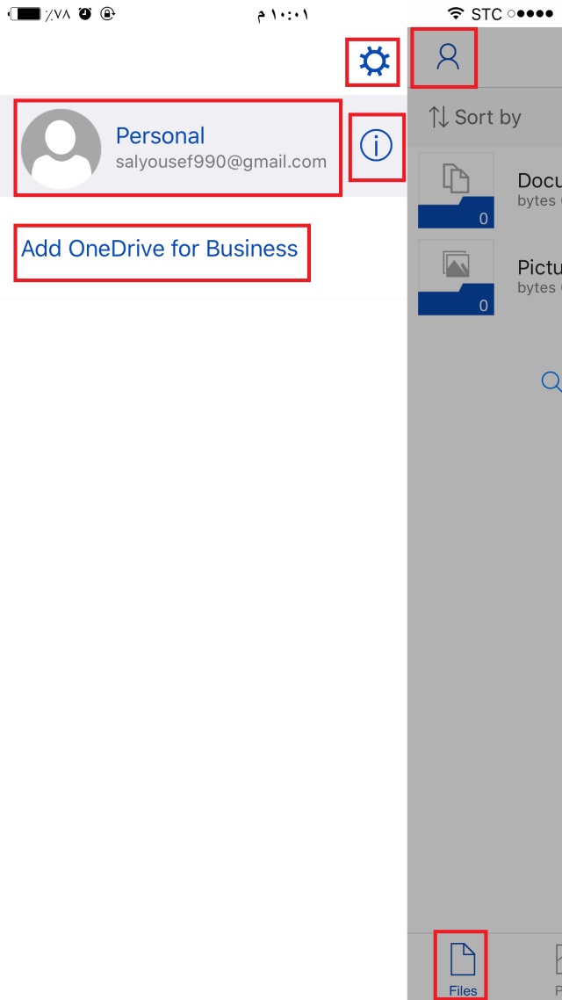 ٪٧٨
١٠:٠١ م
STC
Personal
salyousef990@gmail.com
Add OneDrive for Business
Sort by
Docu
bytes
0
Pictu
bytes
0
Files